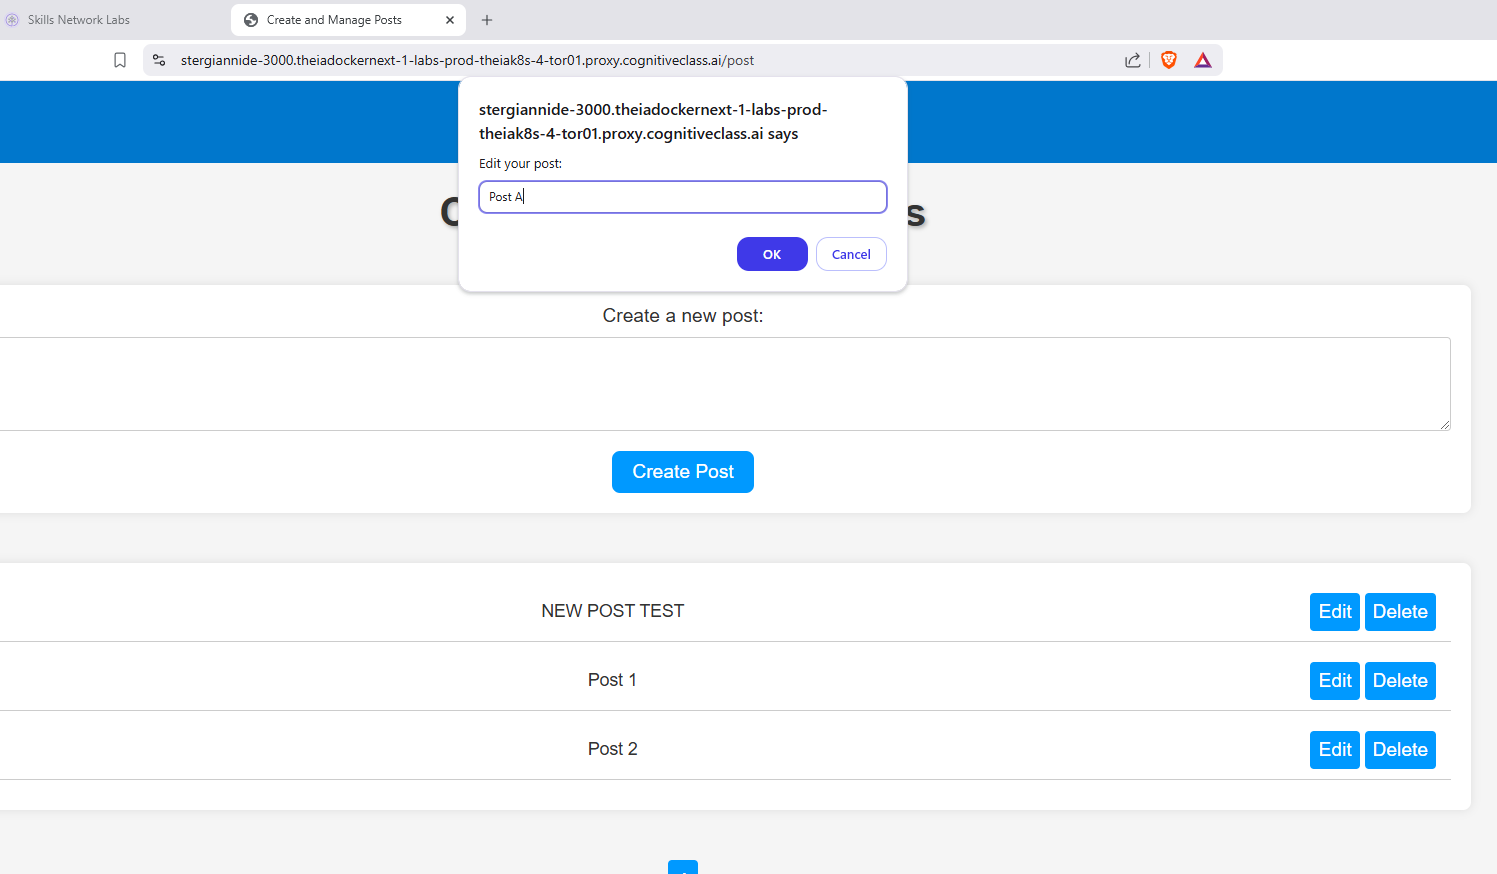 Skills Network Labs
Create and Manage Posts
stergiannide-3000.theiadockernext-1-labs-prod-theiak8s-4-tor01.proxy.cognitiveclass.ai/post
stergiannide-3000.theiadockernext-1-labs-prod-
theiak8s-4-tor01.proxy.cognitiveclass.ai says
Edit your post:
Post A
OK
Cancel
Create a new post:
Create Post
NEW POST TEST
Edit
Delete
Post 1
Edit
Delete
Post 2
Edit
Delete